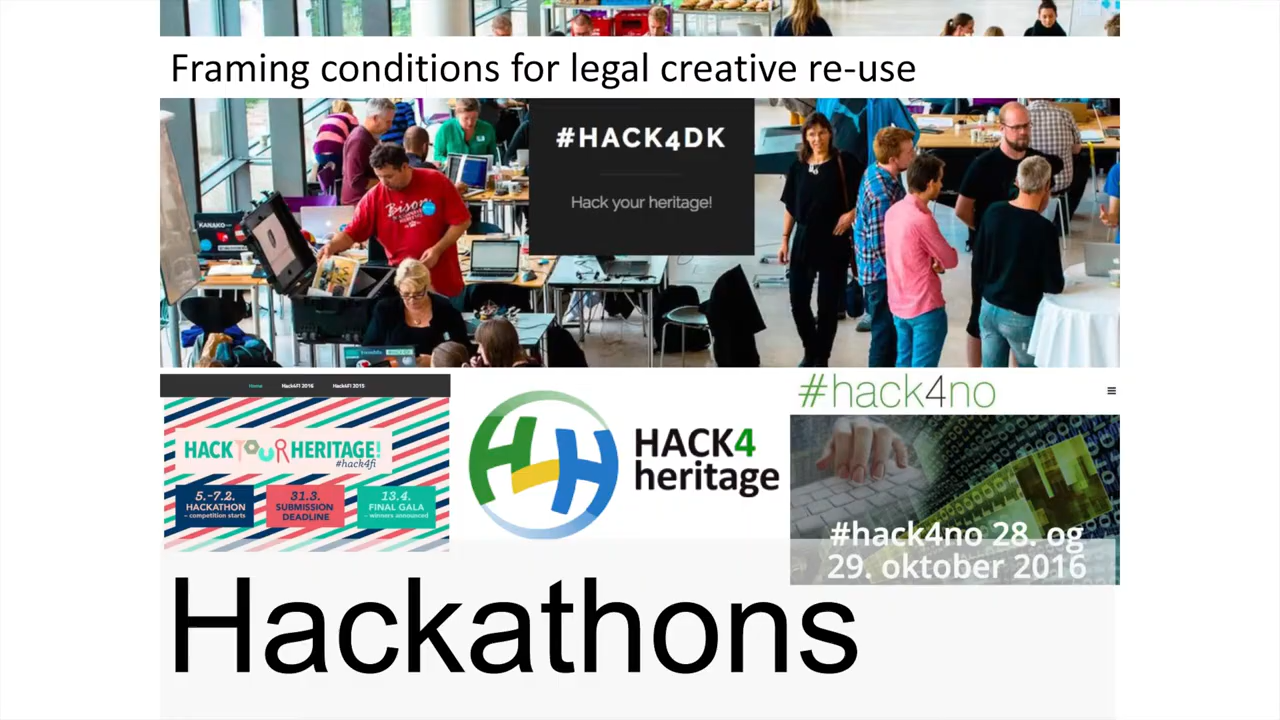 Framing conditions for legal creative re-use
#HACK4DK
Hack your heritage!
Bison
KANAKO
Home Hack4FI 2016 Hack4FI 2015
HACK YOUR HERITAGE!
#hack4fi
5.-7.2.
HACKATHON
– competition starts
31.3.
SUBMISSION
DEADLINE
13.4.
FINAL GALA
– winners announced
HACK4
heritage
#hack4no
#hack4no 28. og
29. oktober 2016
Hackathons